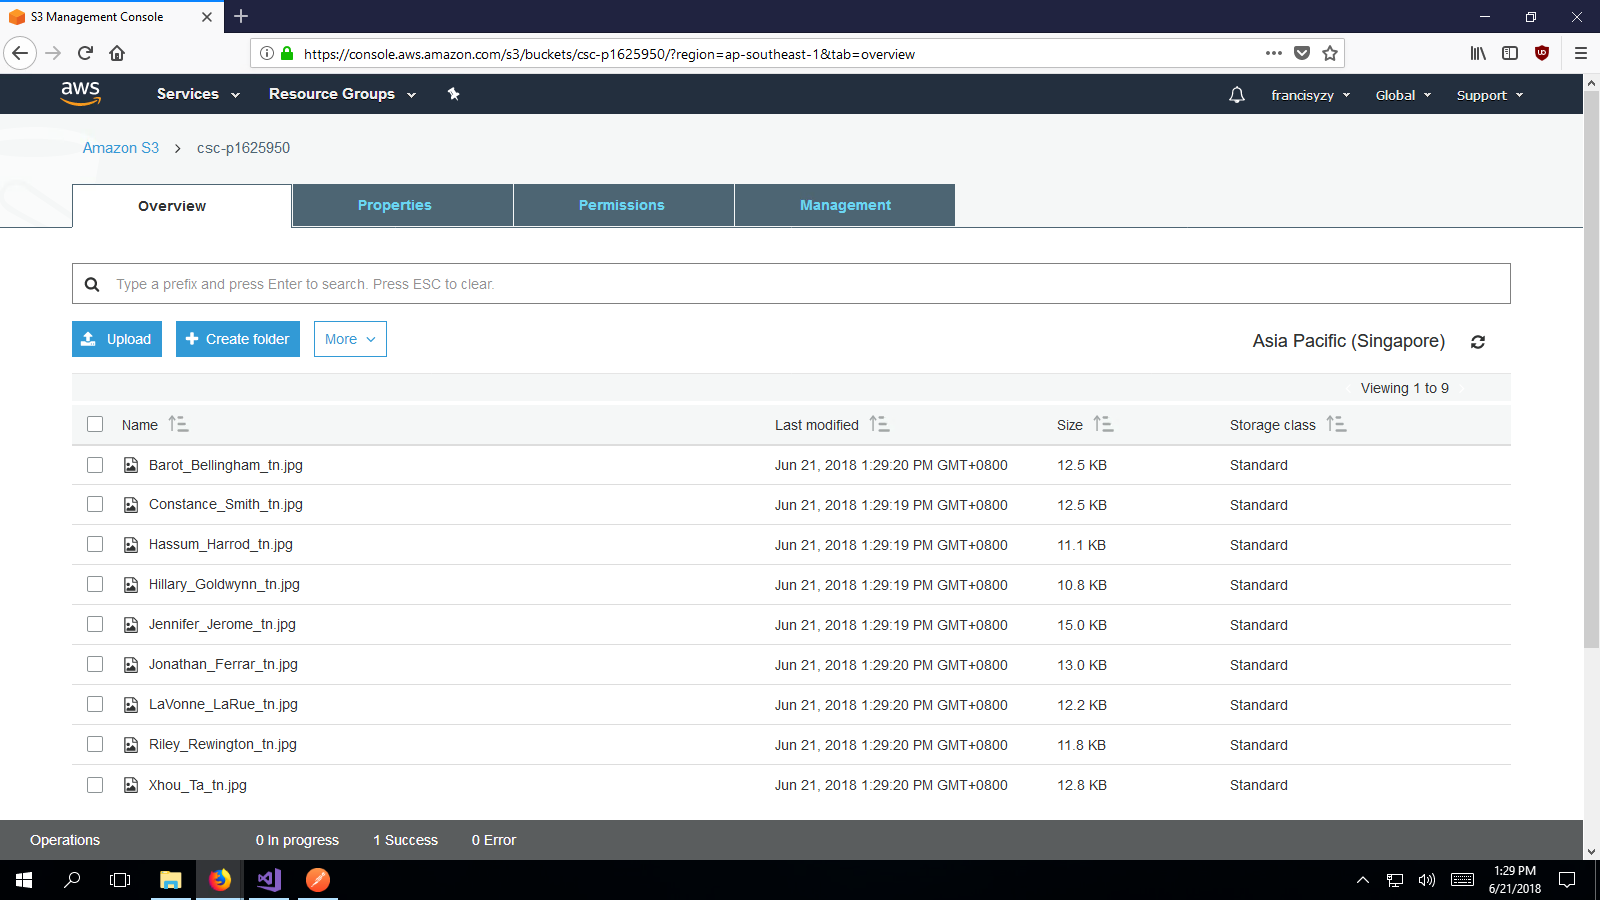 S3 Management Console
https://console.aws.amazon.com/s3/buckets/csc-p1625950/?region=ap-southeast-1&tab=overview
aws Services Resource Groups francisyzy Global Support
Amazon S3 > csc-p1625950
Overview Properties Permissions Management
Type a prefix and press Enter to search. Press ESC to clear.
Upload Create folder More Asia Pacific (Singapore)
Viewing 1 to 9
Name Last modified Size Storage class
Barot_Bellingham_tn.jpg Jun 21, 2018 1:29:20 PM GMT+0800 12.5 KB Standard
Constance_Smith_tn.jpg Jun 21, 2018 1:29:19 PM GMT+0800 12.5 KB Standard
Hassum_Harrod_tn.jpg Jun 21, 2018 1:29:19 PM GMT+0800 11.1 KB Standard
Hillary_Goldwynn_tn.jpg Jun 21, 2018 1:29:19 PM GMT+0800 10.8 KB Standard
Jennifer_Jerome_tn.jpg Jun 21, 2018 1:29:19 PM GMT+0800 15.0 KB Standard
Jonathan_Ferrar_tn.jpg Jun 21, 2018 1:29:20 PM GMT+0800 13.0 KB Standard
LaVonne_LaRue_tn.jpg Jun 21, 2018 1:29:20 PM GMT+0800 12.2 KB Standard
Riley_Rewington_tn.jpg Jun 21, 2018 1:29:20 PM GMT+0800 11.8 KB Standard
Xhou_Ta_tn.jpg Jun 21, 2018 1:29:20 PM GMT+0800 12.8 KB Standard
Operations 0 In progress 1 Success 0 Error
1:29 PM
6/21/2018